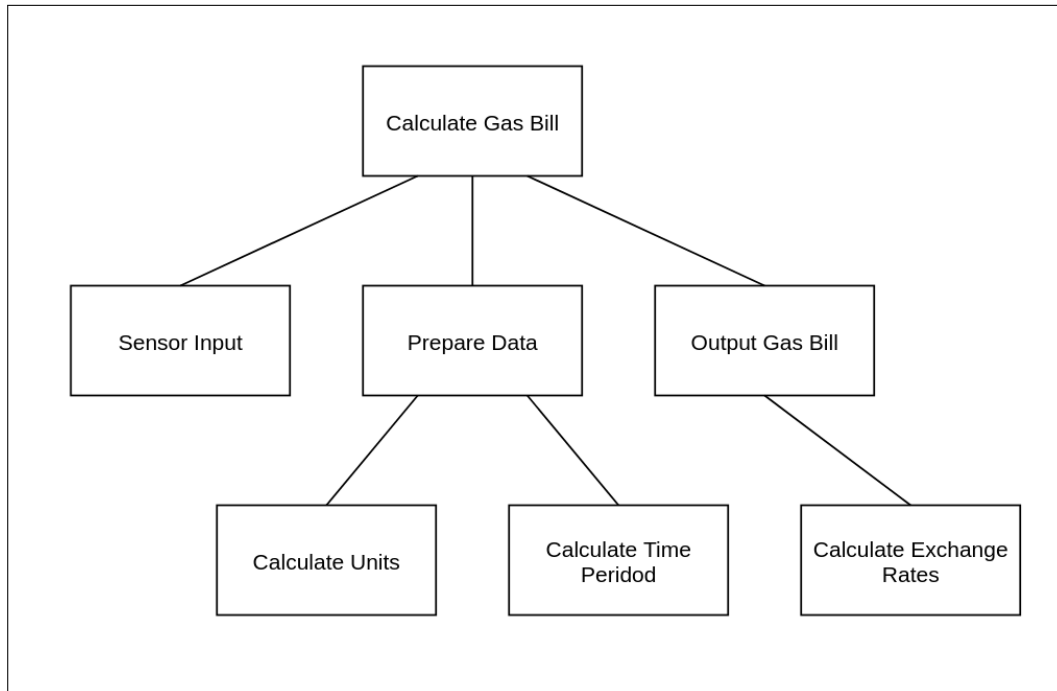 Calculate Gas Bill
Sensor Input
Prepare Data
Output Gas Bill
Calculate Units
Calculate Time
Peridod
Calculate Exchange
Rates